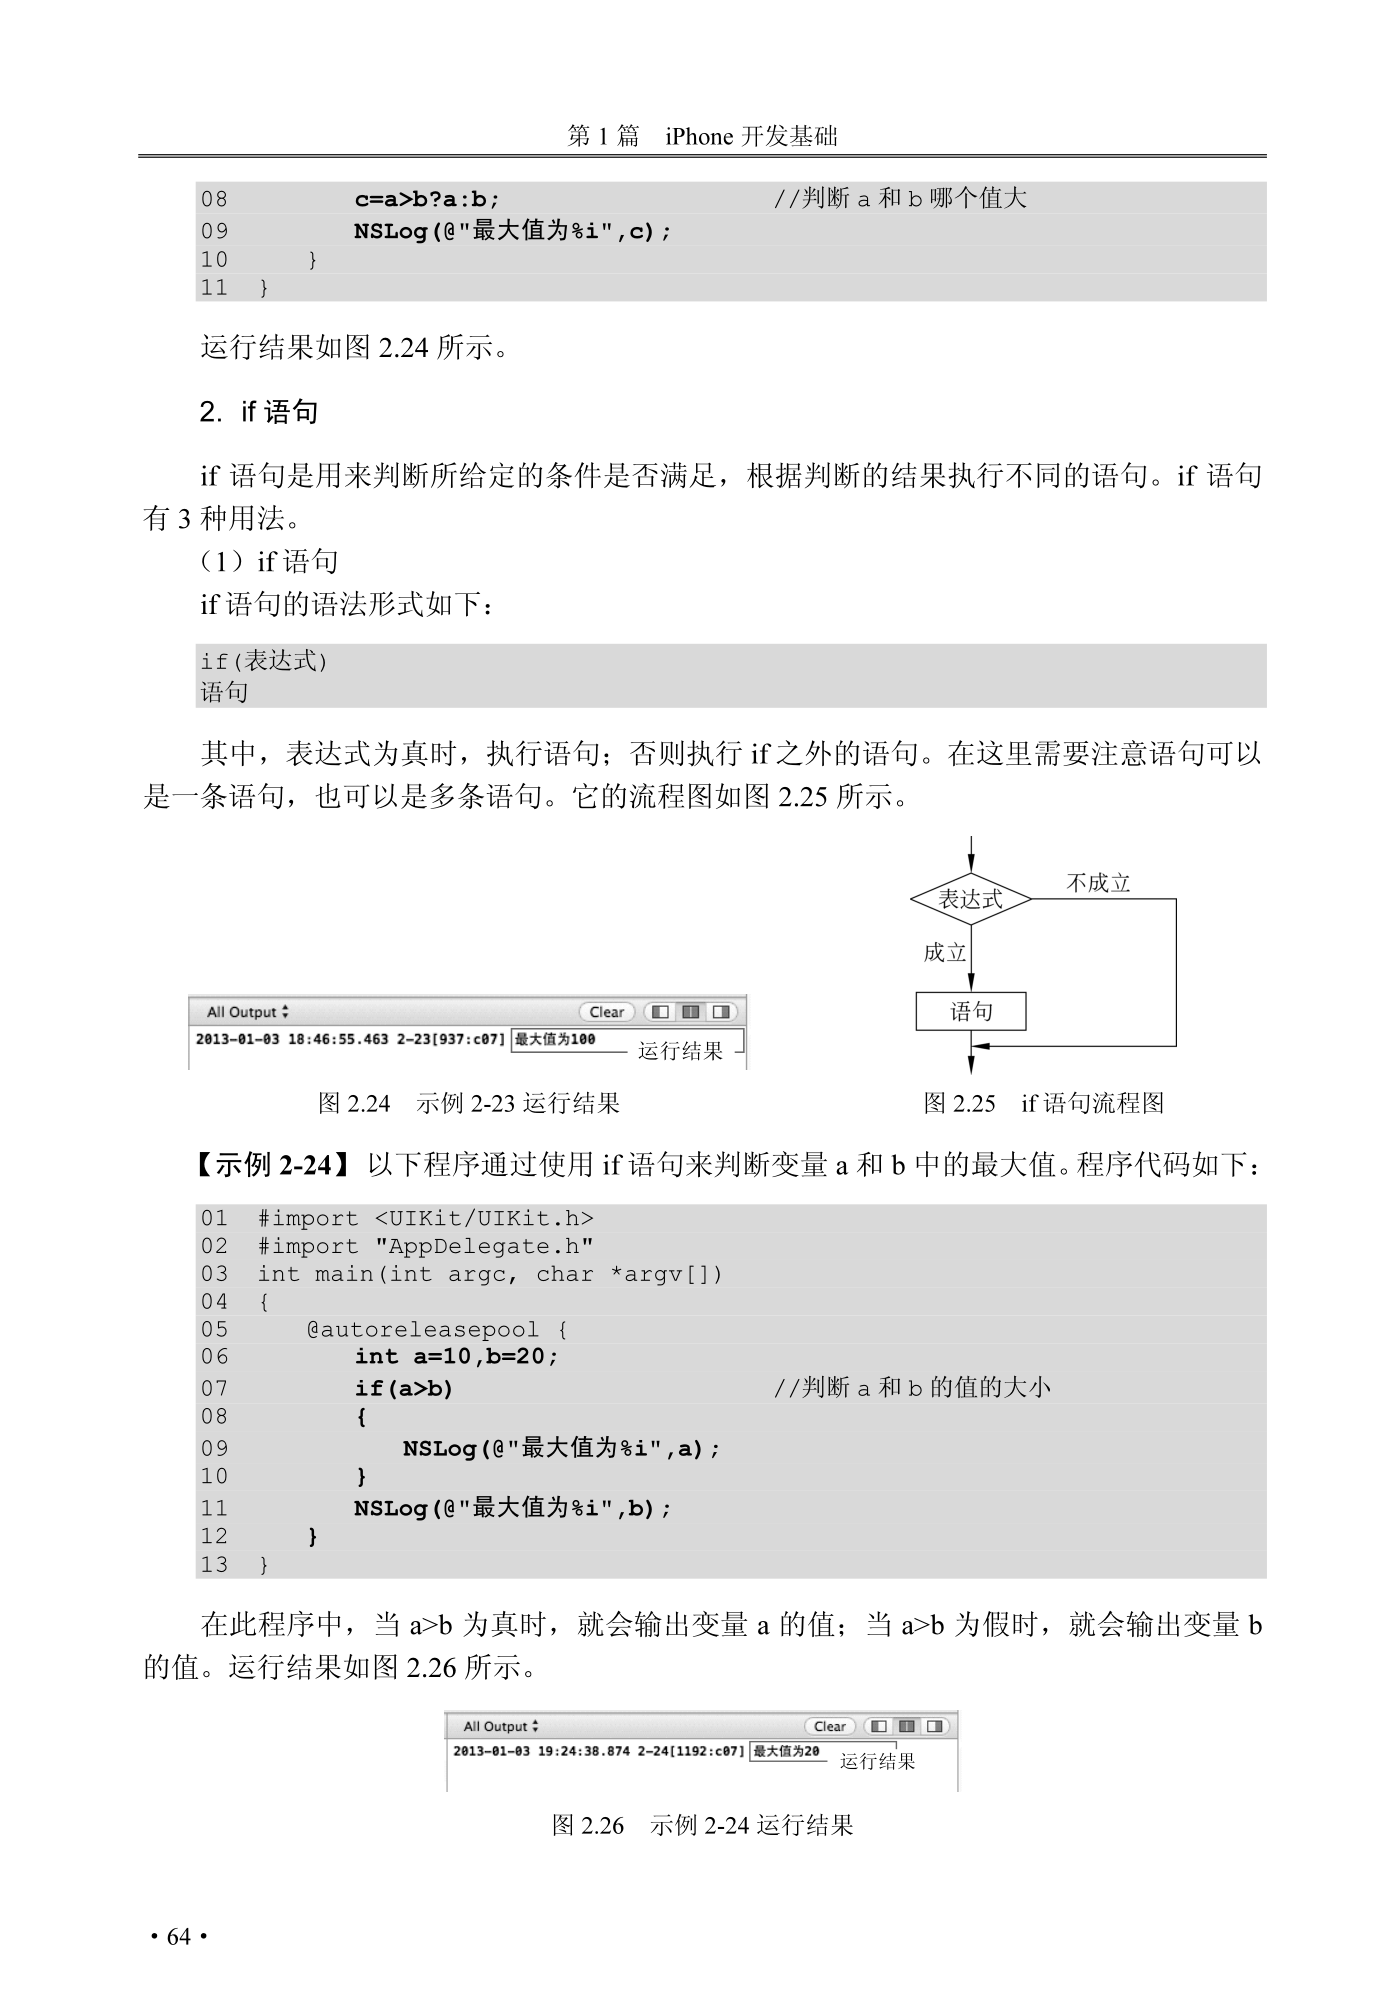 第 1 篇　iPhone 开发基础
08        c=a>b?a:b;                //判断 a 和 b 哪个值大
09        NSLog(@"最大值为%i",c);
10     }
11  }
运行结果如图 2.24 所示。
2. if 语句
if 语句是用来判断所给定的条件是否满足，根据判断的结果执行不同的语句。if 语句
有 3 种用法。
（1）if 语句
if 语句的语法形式如下：
if(表达式)
语句
其中，表达式为真时，执行语句；否则执行 if 之外的语句。在这里需要注意语句可以
是一条语句，也可以是多条语句。它的流程图如图 2.25 所示。
All Output Clear
2013-01-03 18:46:55.463 2-23[937:c07] 最大值为100
运行结果
图 2.24　示例 2-23 运行结果
表达式
不成立
成立
语句
图 2.25　if 语句流程图
【示例 2-24】 以下程序通过使用 if 语句来判断变量 a 和 b 中的最大值。程序代码如下：
01  #import <UIKit/UIKit.h>
02  #import "AppDelegate.h"
03  int main(int argc, char *argv[])
04  {
05     @autoreleasepool {
06        int a=10,b=20;
07        if(a>b)                   //判断 a 和 b 的值的大小
08        {
09           NSLog(@"最大值为%i",a);
10        }
11        NSLog(@"最大值为%i",b);
12     }
13  }
在此程序中，当 a>b 为真时，就会输出变量 a 的值；当 a>b 为假时，就会输出变量 b
的值。运行结果如图 2.26 所示。
All Output Clear
2013-01-03 19:24:38.874 2-24[1192:c07] 最大值为20
运行结果
图 2.26　示例 2-24 运行结果
• 64 •